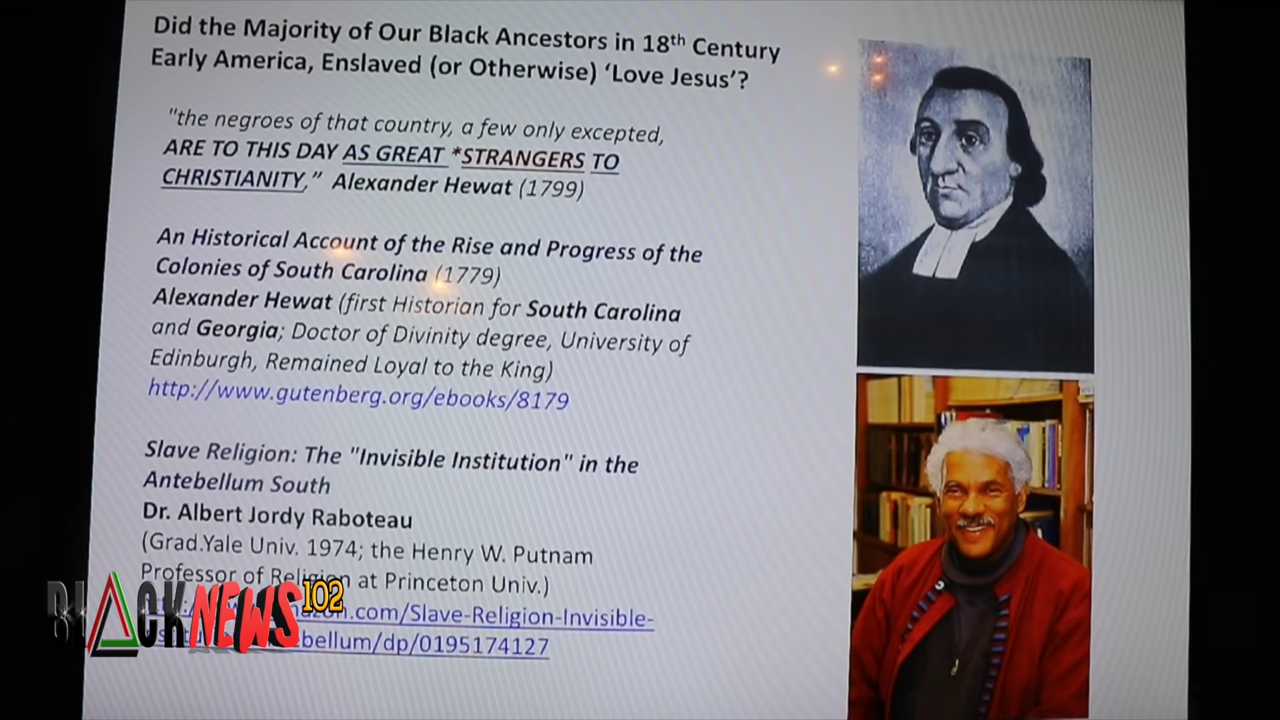 Did the Majority of Our Black Ancestors in 18th Century
Early America, Enslaved (or Otherwise) ‘Love Jesus’?
"the negroes of that country, a few only excepted,
ARE TO THIS DAY AS GREAT *STRANGERS TO
CHRISTIANITY,” Alexander Hewat (1799)
An Historical Account of the Rise and Progress of the
Colonies of South Carolina (1779)
Alexander Hewat (first Historian for South Carolina
and Georgia; Doctor of Divinity degree, University of
Edinburgh, Remained Loyal to the King)
http://www.gutenberg.org/ebooks/8179
Slave Religion: The "Invisible Institution" in the
Antebellum South
Dr. Albert Jordy Raboteau
(Grad.Yale Univ. 1974; the Henry W. Putnam
Professor of Religion at Princeton Univ.)
.com/Slave-Religion-Invisible-
ebellum/dp/0195174127
BLACKNEWS102